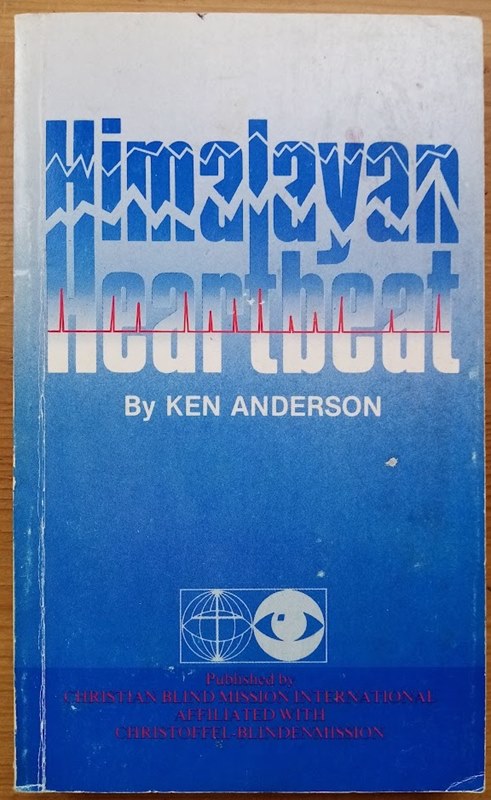 Himalayan
Heartbeat
By KEN ANDERSON
Published by
CHRISTIAN BLIND MISSION INTERNATIONAL
AFFILIATED WITH
CHRISTOFFEL-BLINDENMISSION